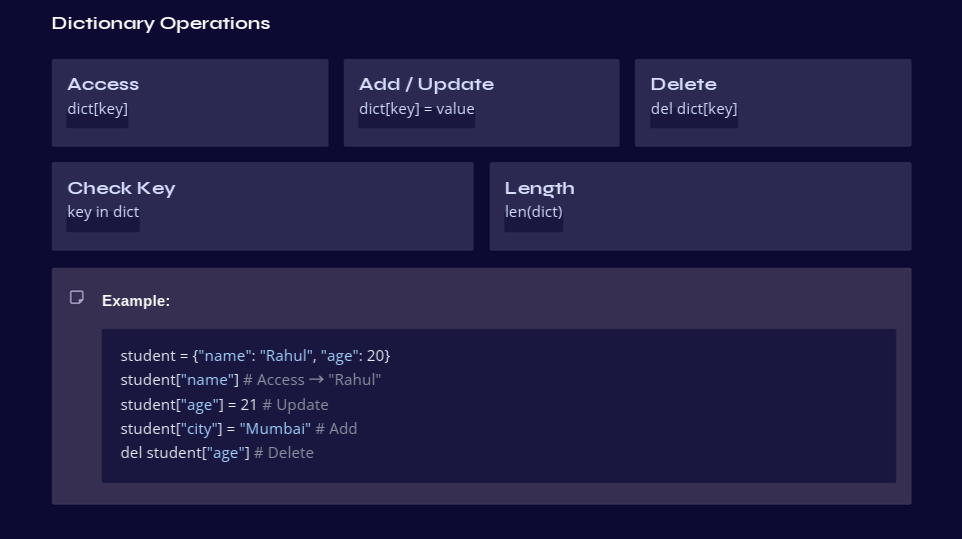 Dictionary Operations
Access
dict[key]
Add / Update
dict[key] = value
Delete
del dict[key]
Check Key
key in dict
Length
len(dict)
Example:
student = {"name": "Rahul", "age": 20}
student["name"] # Access → "Rahul"
student["age"] = 21 # Update
student["city"] = "Mumbai" # Add
del student["age"] # Delete